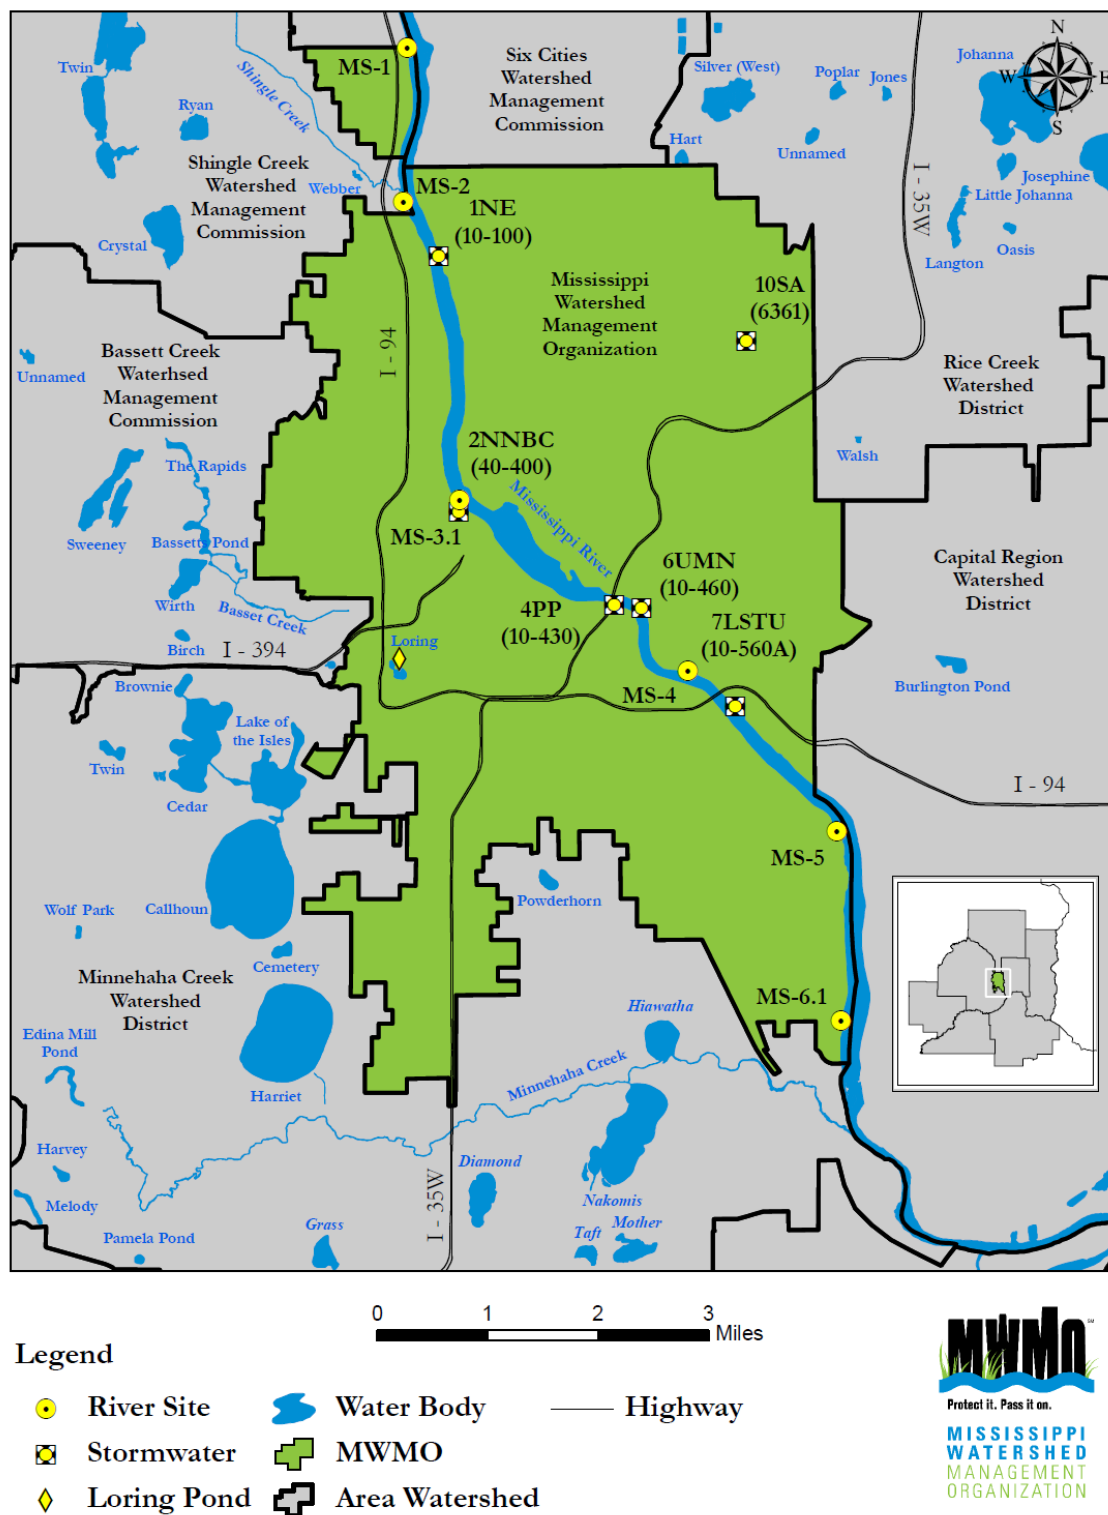 N
W
E
S
Twin
Ryan
Shingle Creek
MS-1
Six Cities
Watershed
Management
Commission
Silver (West)
Poplar
Jones
Johanna
Hart
Unnamed
Josephine
Little Johanna
Oasis
Langton
I - 35W
Shingle Creek
Watershed
Management
Commission
Webber
MS-2
Crystal
1NE
(10-100)
Mississippi
Watershed
Management
Organization
10SA
(6361)
I - 94
Unnamed
Bassett Creek
Waterhsed
Management
Commission
Rice Creek
Watershed
District
The Rapids
2NNBC
(40-400)
Walsh
Mississippi River
Sweeney
Bassetts Pond
MS-3.1
Wirth
Basset Creek
6UMN
(10-460)
Capital Region
Watershed
District
4PP
(10-430)
7LSTU
(10-560A)
Birch
I - 394
Loring
Brownie
MS-4
Burlington Pond
Lake of
the Isles
Twin
Cedar
I - 94
MS-5
Powderhorn
Wolf Park
Callhoun
Cemetery
Minnehaha Creek
Watershed
District
MS-6.1
Hiawatha
Edina Mill
Pond
Harriet
Minnehaha Creek
Harvey
Diamond
Melody
Nakomis
I - 35W
Grass
Taft
Mother
Pamela Pond
0 1 2 3
Miles
Legend
River Site
Water Body
Highway
Stormwater
MWMO
Loring Pond
Area Watershed
MWMO
SM
Protect it. Pass it on.
MISSISSIPPI
WATERSHED
MANAGEMENT
ORGANIZATION